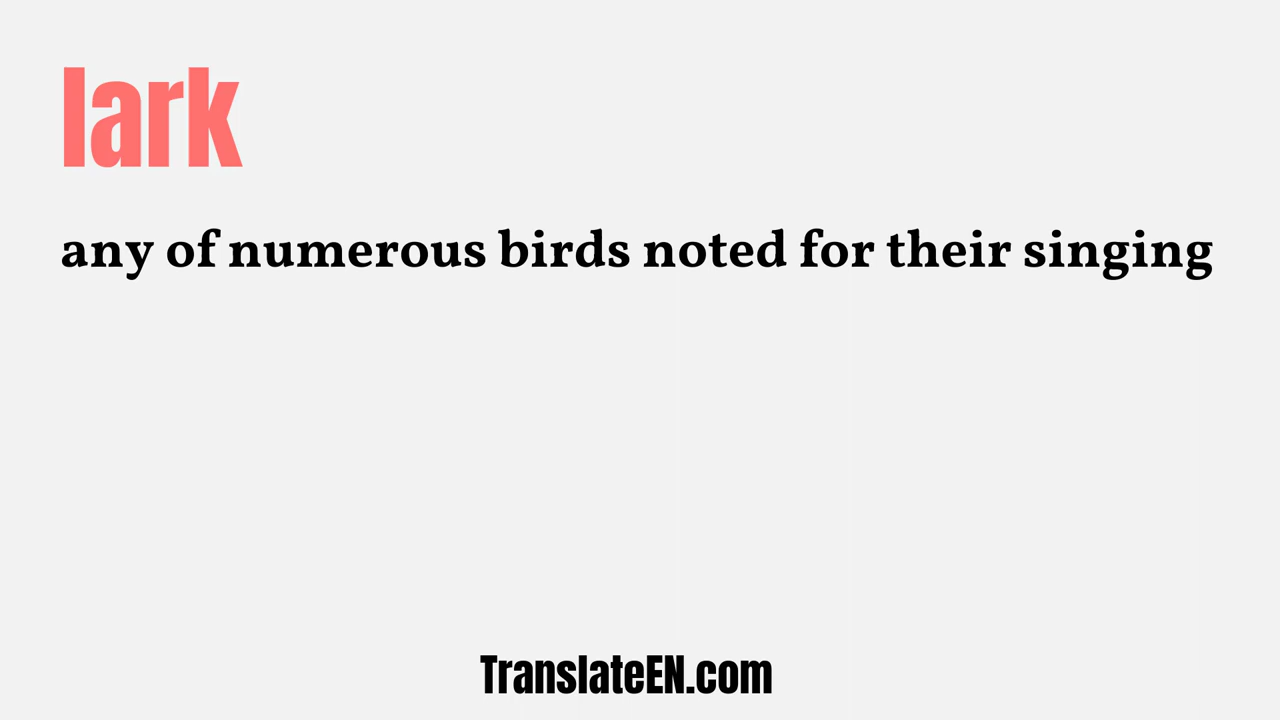 lark
any of numerous birds noted for their singing
TranslateEN.com